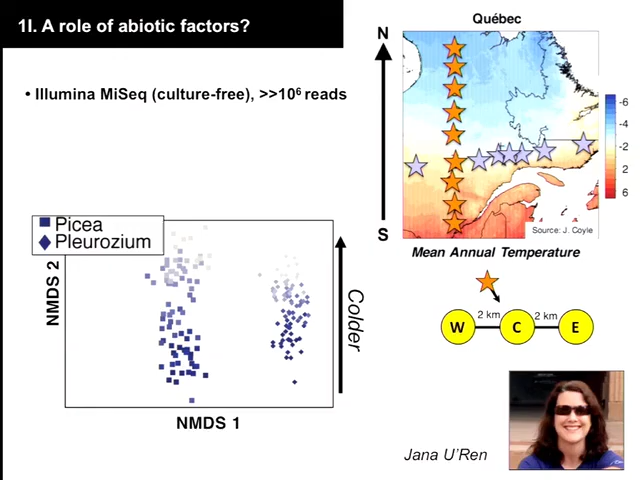 1I. A role of abiotic factors?
• Illumina MiSeq (culture-free), >>10⁶ reads
Picea
Pleurozium
NMDS 2
NMDS 1
Colder
Québec
N
S
-6
-4
-2
2
6
Source: J. Coyle
Mean Annual Temperature
W
2 km
C
2 km
E
Jana U'Ren